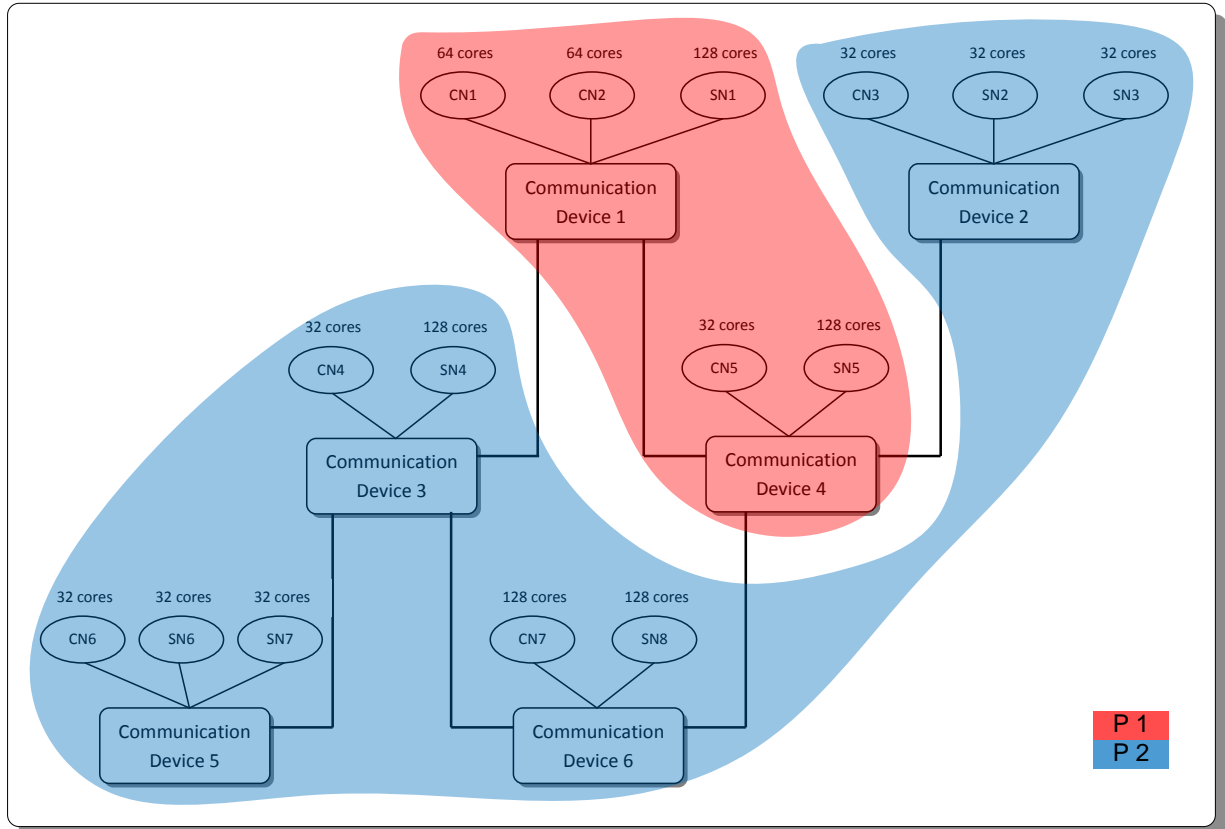 64 cores 64 cores 128 cores 32 cores 32 cores 32 cores
CN1 CN2 SN1 CN3 SN2 SN3
Communication
Device 1
Communication
Device 2
32 cores 128 cores 32 cores 128 cores
CN4 SN4 CN5 SN5
Communication
Device 3
Communication
Device 4
32 cores 32 cores 32 cores 128 cores 128 cores
CN6 SN6 SN7 CN7 SN8
Communication
Device 5
Communication
Device 6
P 1
P 2